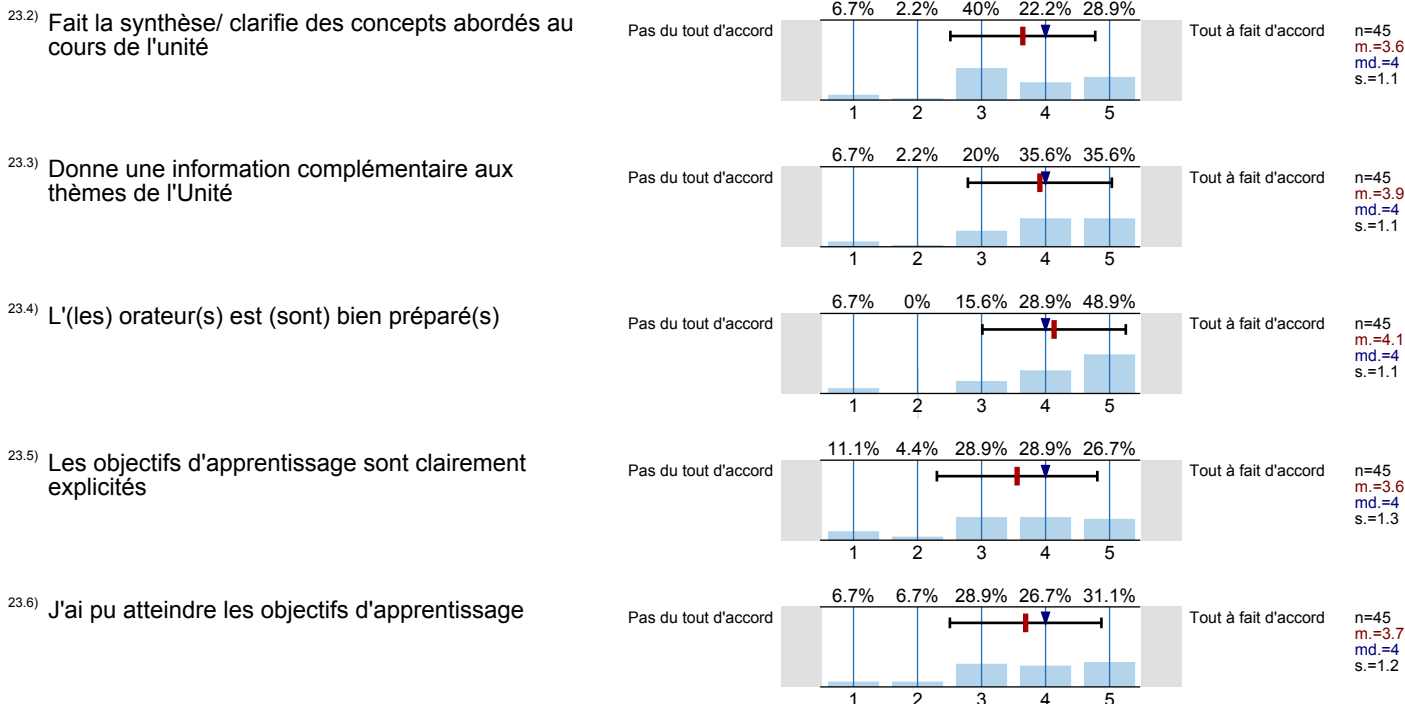 6.7% 2.2% 40% 22.2% 28.9%
23.2) Fait la synthèse/ clarifie des concepts abordés au
cours de l'unité
Pas du tout d'accord
Tout à fait d'accord
n=45
m.=3.6
md.=4
s.=1.1
1 2 3 4 5
6.7% 2.2% 20% 35.6% 35.6%
23.3) Donne une information complémentaire aux
thèmes de l'Unité
Pas du tout d'accord
Tout à fait d'accord
n=45
m.=3.9
md.=4
s.=1.1
1 2 3 4 5
6.7% 0% 15.6% 28.9% 48.9%
23.4) L'(les) orateur(s) est (sont) bien préparé(s)
Pas du tout d'accord
Tout à fait d'accord
n=45
m.=4.1
md.=4
s.=1.1
1 2 3 4 5
11.1% 4.4% 28.9% 28.9% 26.7%
23.5) Les objectifs d'apprentissage sont clairement
explicités
Pas du tout d'accord
Tout à fait d'accord
n=45
m.=3.6
md.=4
s.=1.3
1 2 3 4 5
6.7% 6.7% 28.9% 26.7% 31.1%
23.6) J'ai pu atteindre les objectifs d'apprentissage
Pas du tout d'accord
Tout à fait d'accord
n=45
m.=3.7
md.=4
s.=1.2
1 2 3 4 5